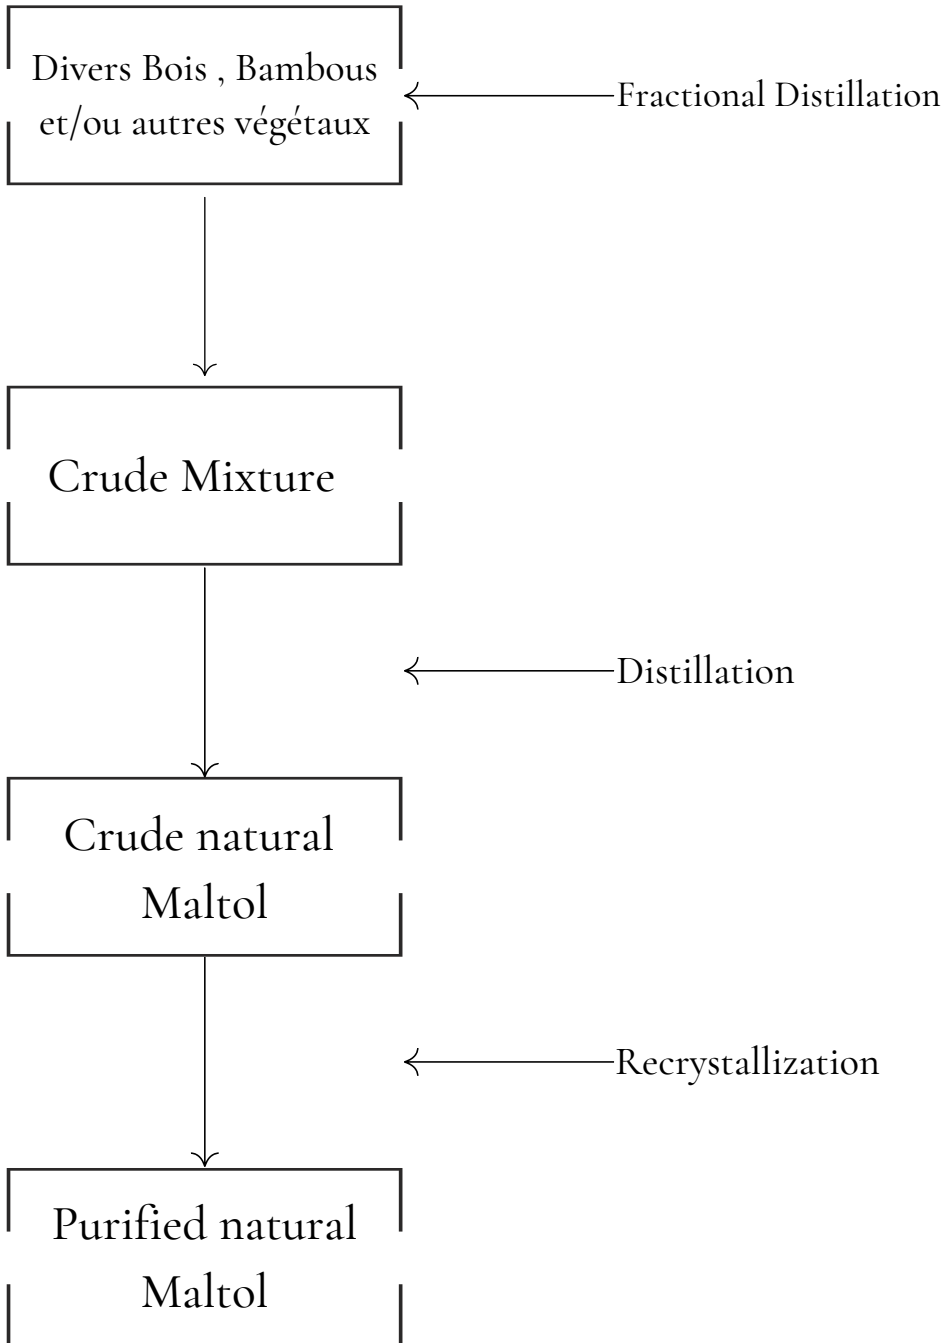 Divers Bois , Bambous
et/ou autres végétaux
Fractional Distillation
Crude Mixture
Distillation
Crude natural
Maltol
Recrystallization
Purified natural
Maltol